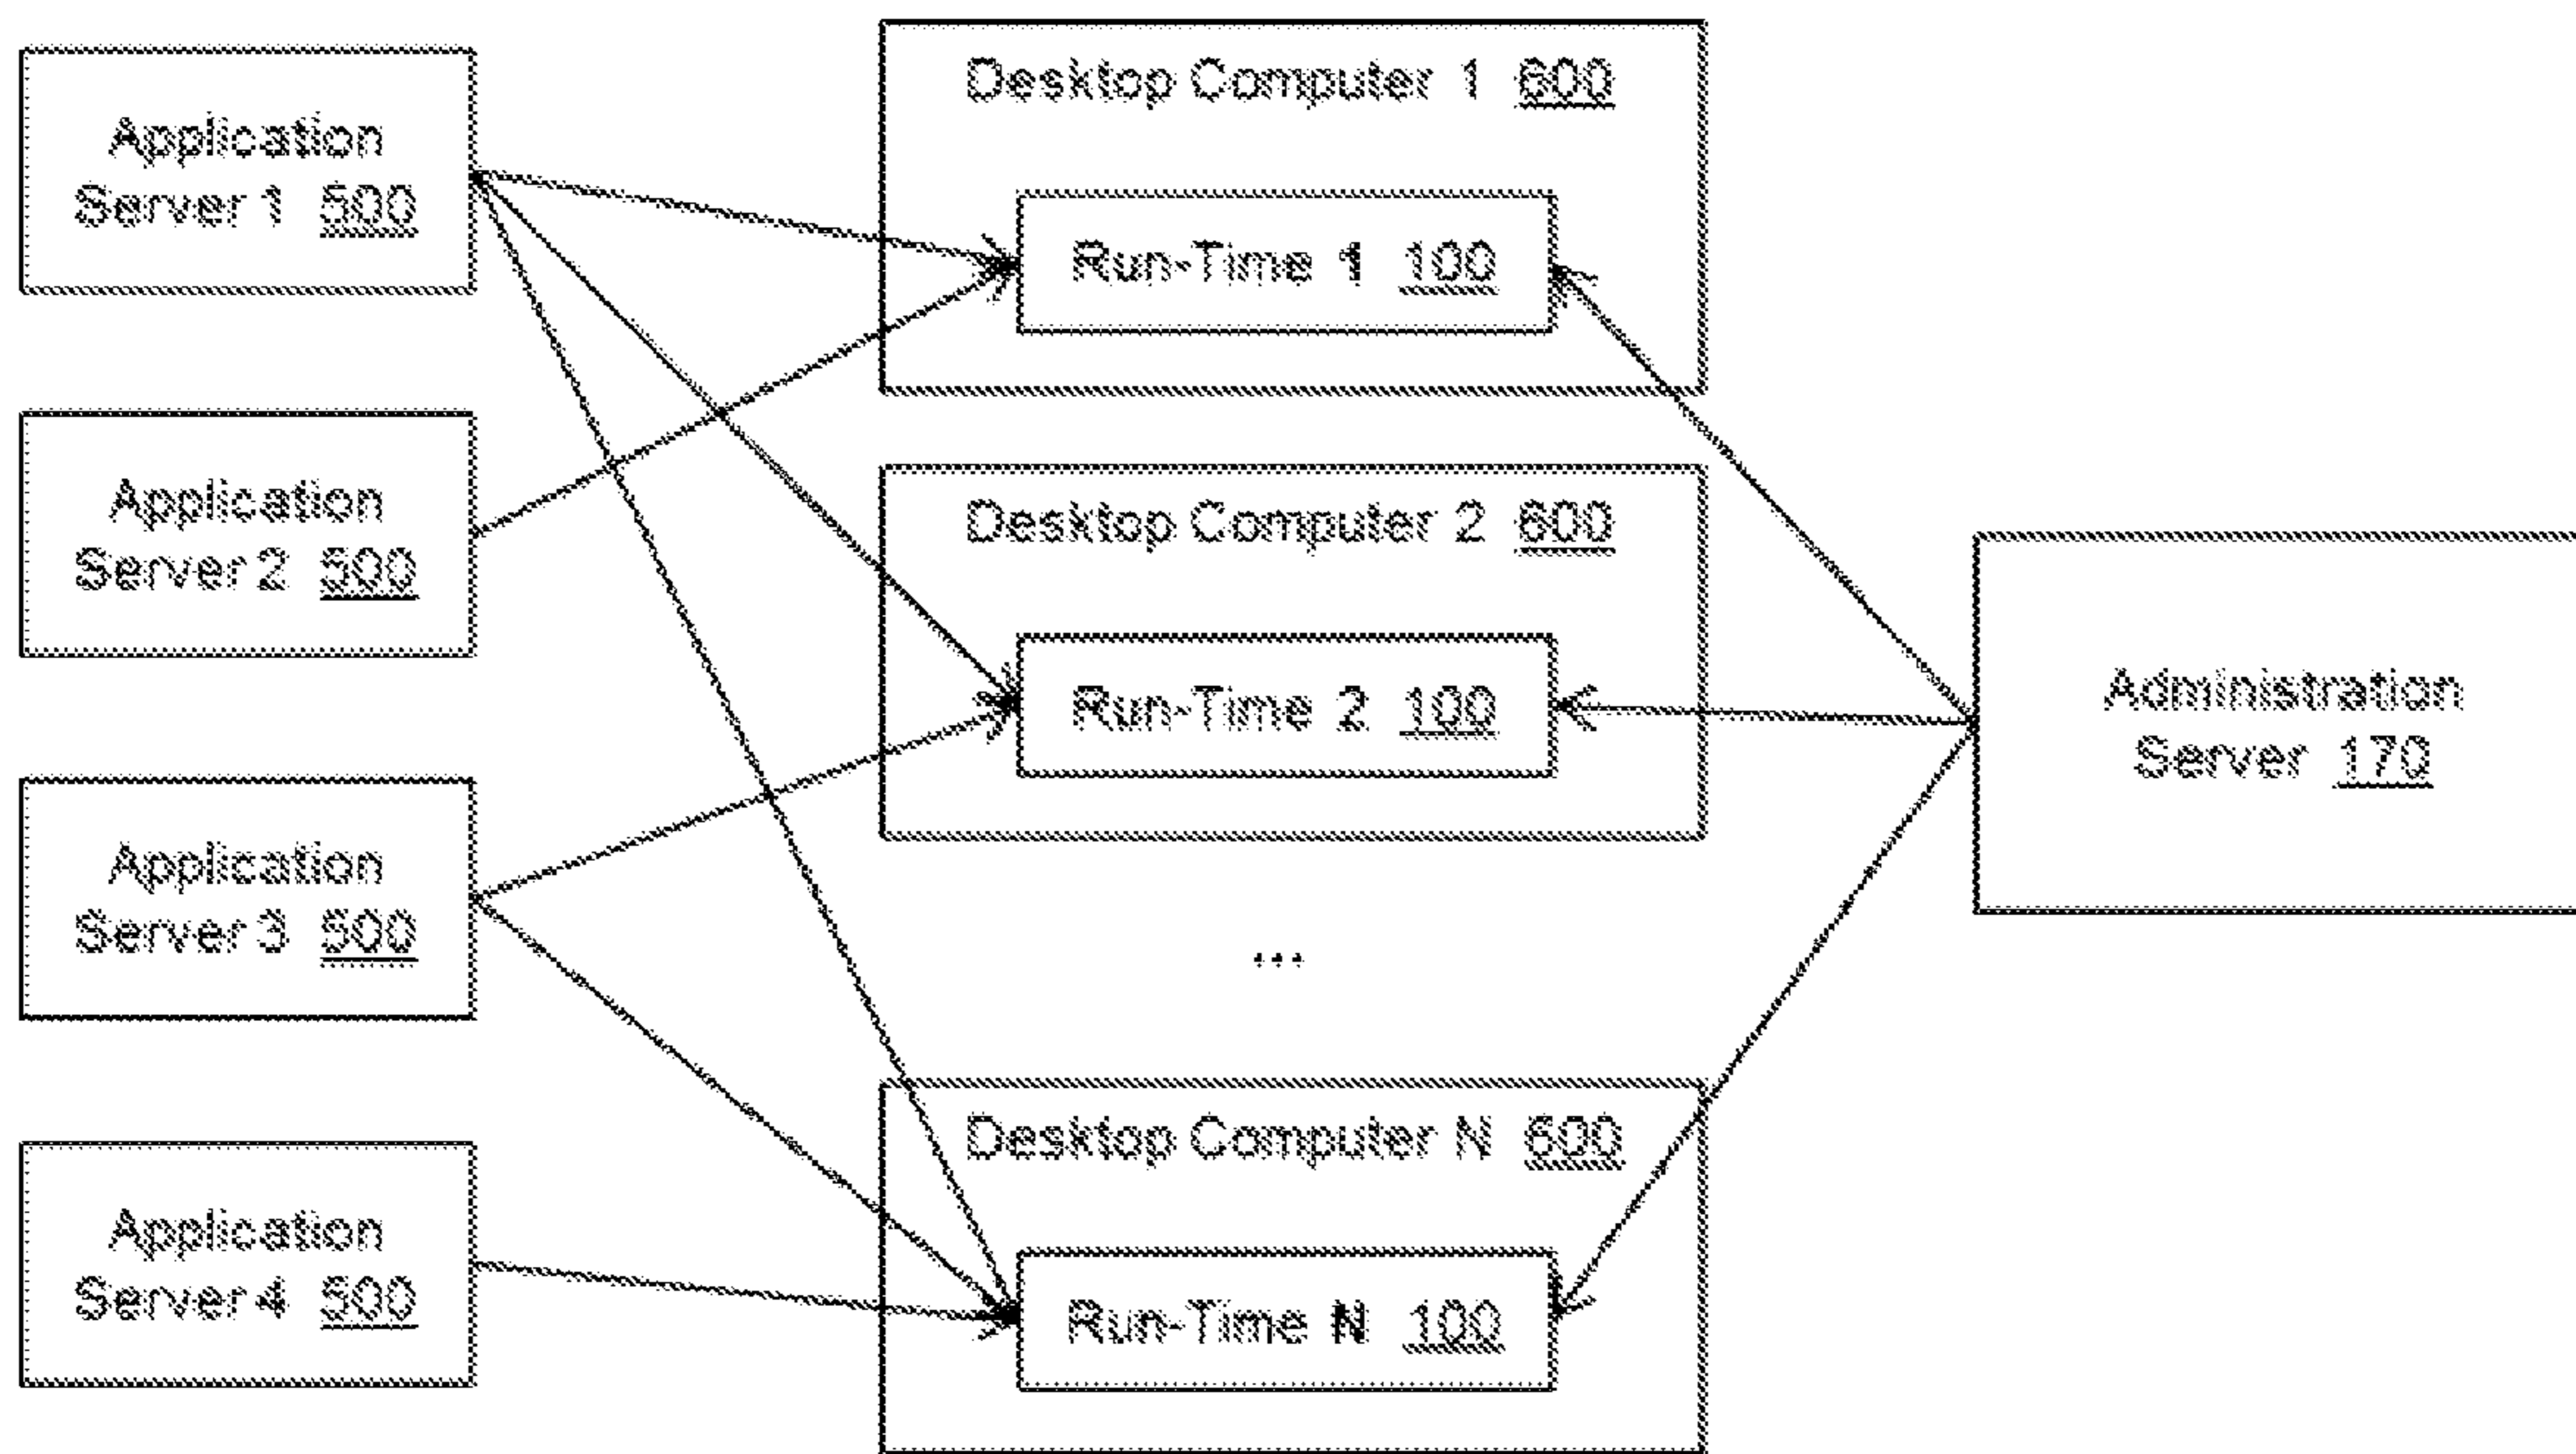 Application
Server 1 500
Application
Server 2 500
Application
Server 3 500
Application
Server 4 500
Desktop Computer 1 600
Run-Time 1 100
Desktop Computer 2 600
Run-Time 2 100
...
Desktop Computer N 600
Run-Time N 100
Administration
Server 170